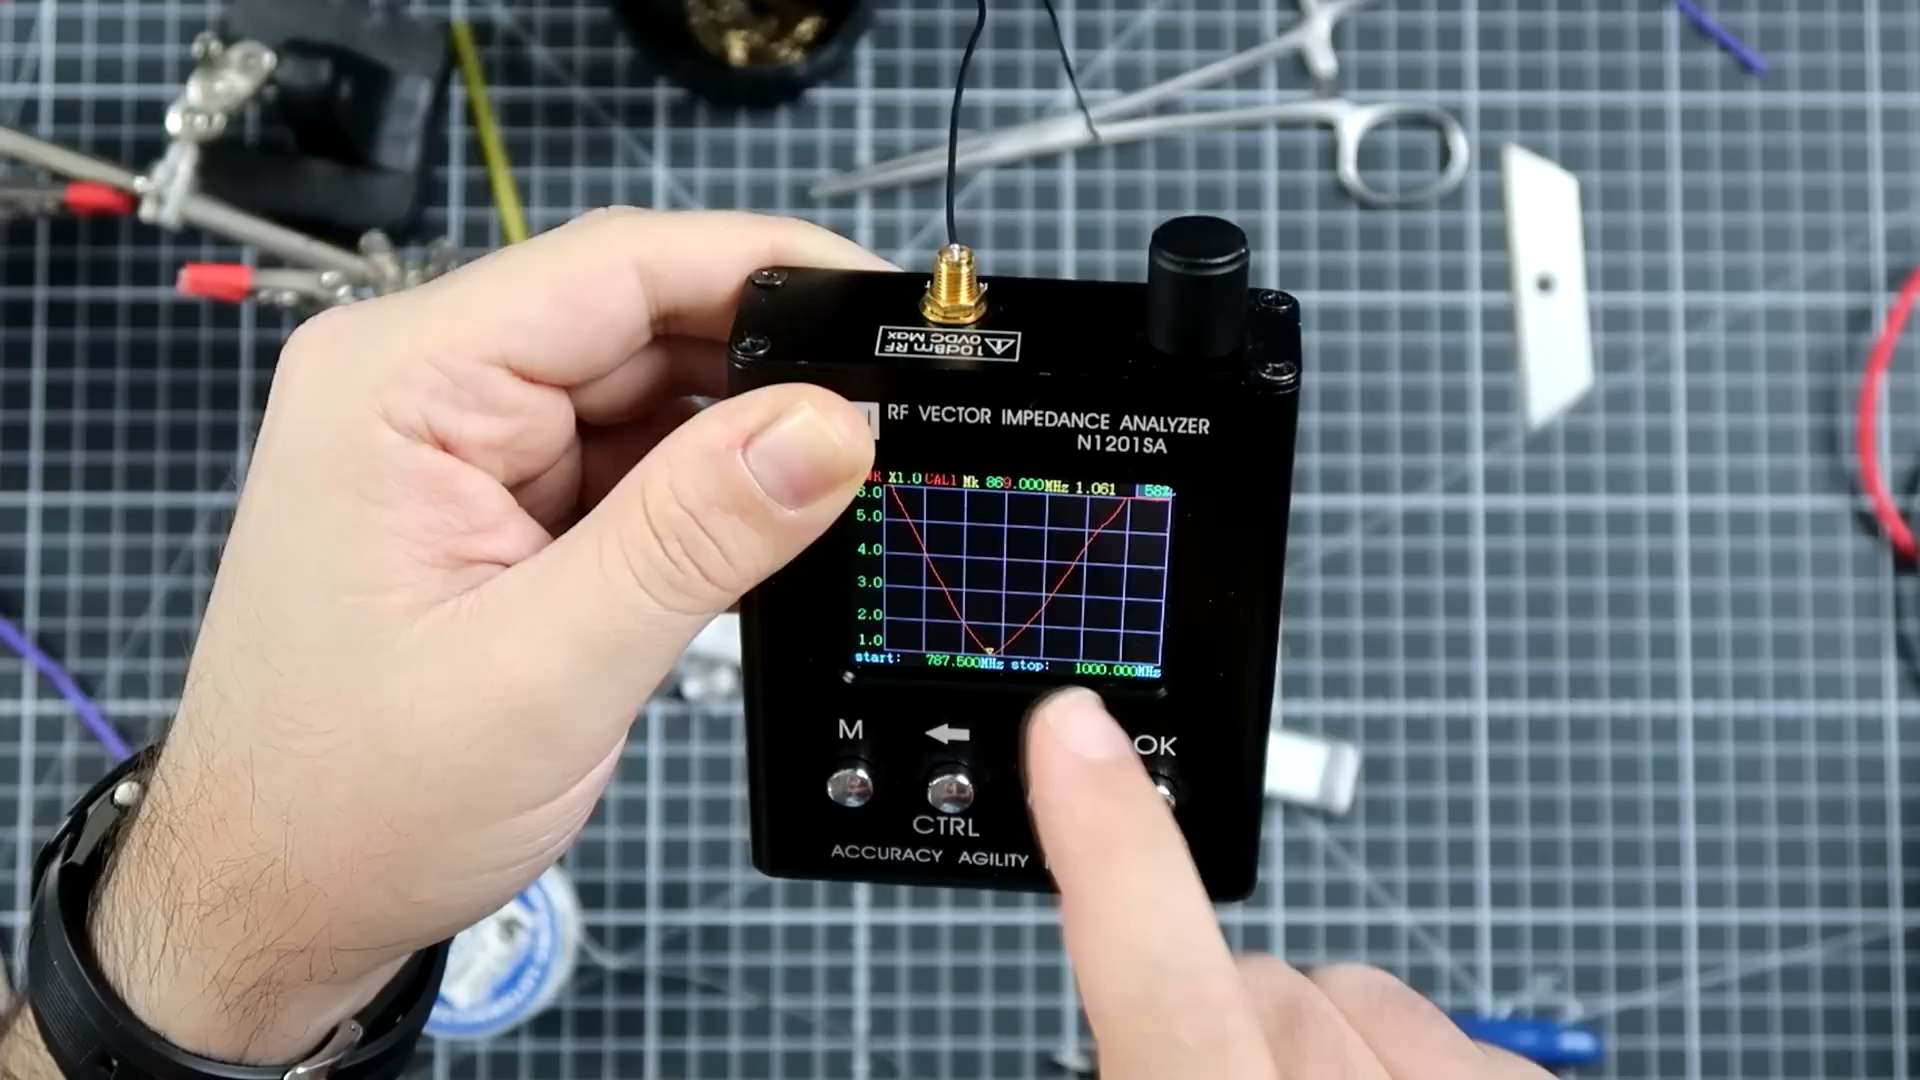 10dBm RF
0VDC Max
RF VECTOR IMPEDANCE ANALYZER
N1201SA
X1.0 CAL1 Mk 869.000MHz 1.061 58%
6.0
5.0
4.0
3.0
2.0
1.0
start: 787.500MHz stop: 1000.000MHz
M OK
CTRL
ACCURACY AGILITY